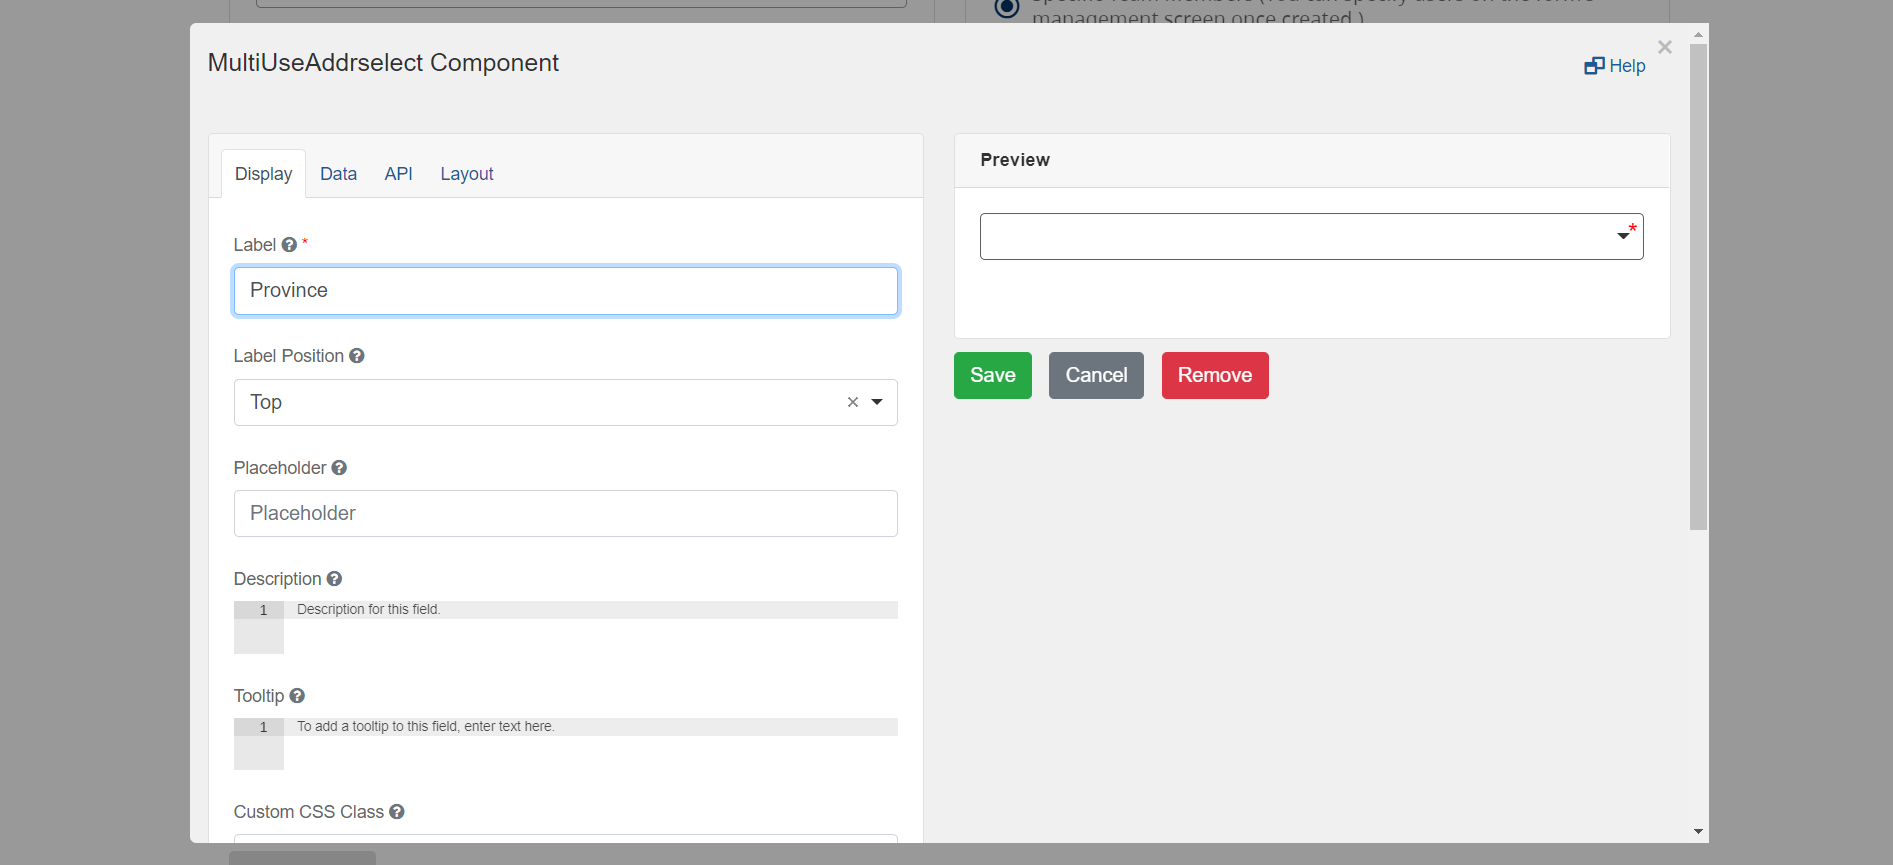 management screen once created.)
MultiUseAddrselect Component
×
Help
Display Data API Layout
Preview
Label ? *
*
Province
Label Position ?
Save Cancel Remove
Top ×
Placeholder ?
Placeholder
Description ?
1 Description for this field.
Tooltip ?
1 To add a tooltip to this field, enter text here.
Custom CSS Class ?